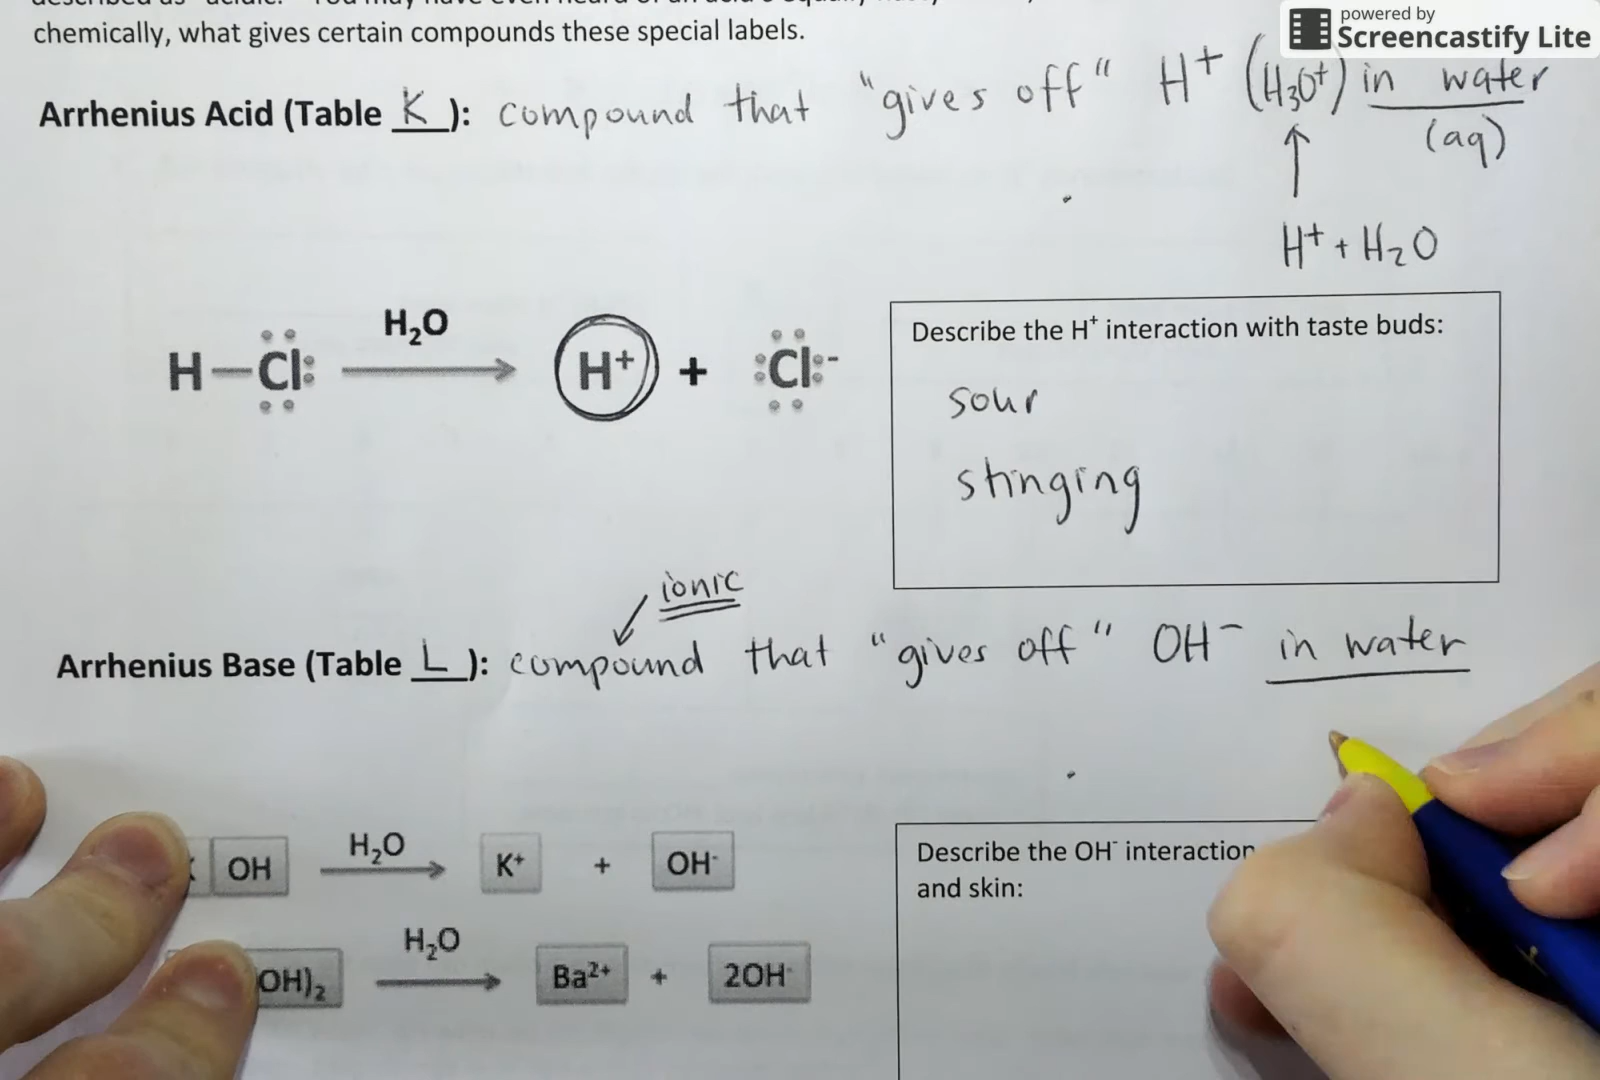 powered by
Screencastify Lite
chemically, what gives certain compounds these special labels.
Arrhenius Acid (Table K): compound that "gives off" H⁺ (H₃O⁺) in water
(aq)
H⁺ + H₂O
H—Cl H₂O H⁺ + Cl⁻
Describe the H⁺ interaction with taste buds:
sour
stinging
ionic
Arrhenius Base (Table L): compound that "gives off" OH⁻ in water
OH H₂O K⁺ + OH⁻
OH)₂ H₂O Ba²⁺ + 2OH⁻
Describe the OH⁻ interaction
and skin: